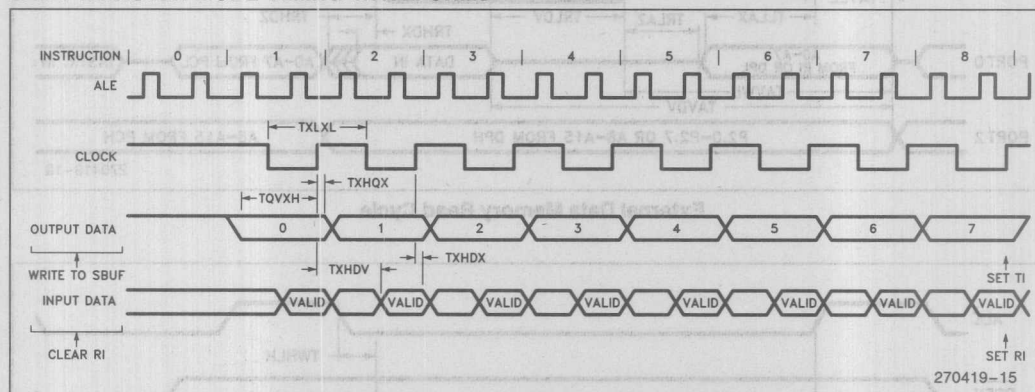 INSTRUCTION 0 1 2 3 4 5 6 7 8
ALE
TXLXL
CLOCK
TXHQX
TQVXH
OUTPUT DATA 0 1 2 3 4 5 6 7
WRITE TO SBUF
TXHDV
TXHDX
SET TI
INPUT DATA VALID VALID VALID VALID VALID VALID VALID VALID
CLEAR RI
SET RI
270419-15